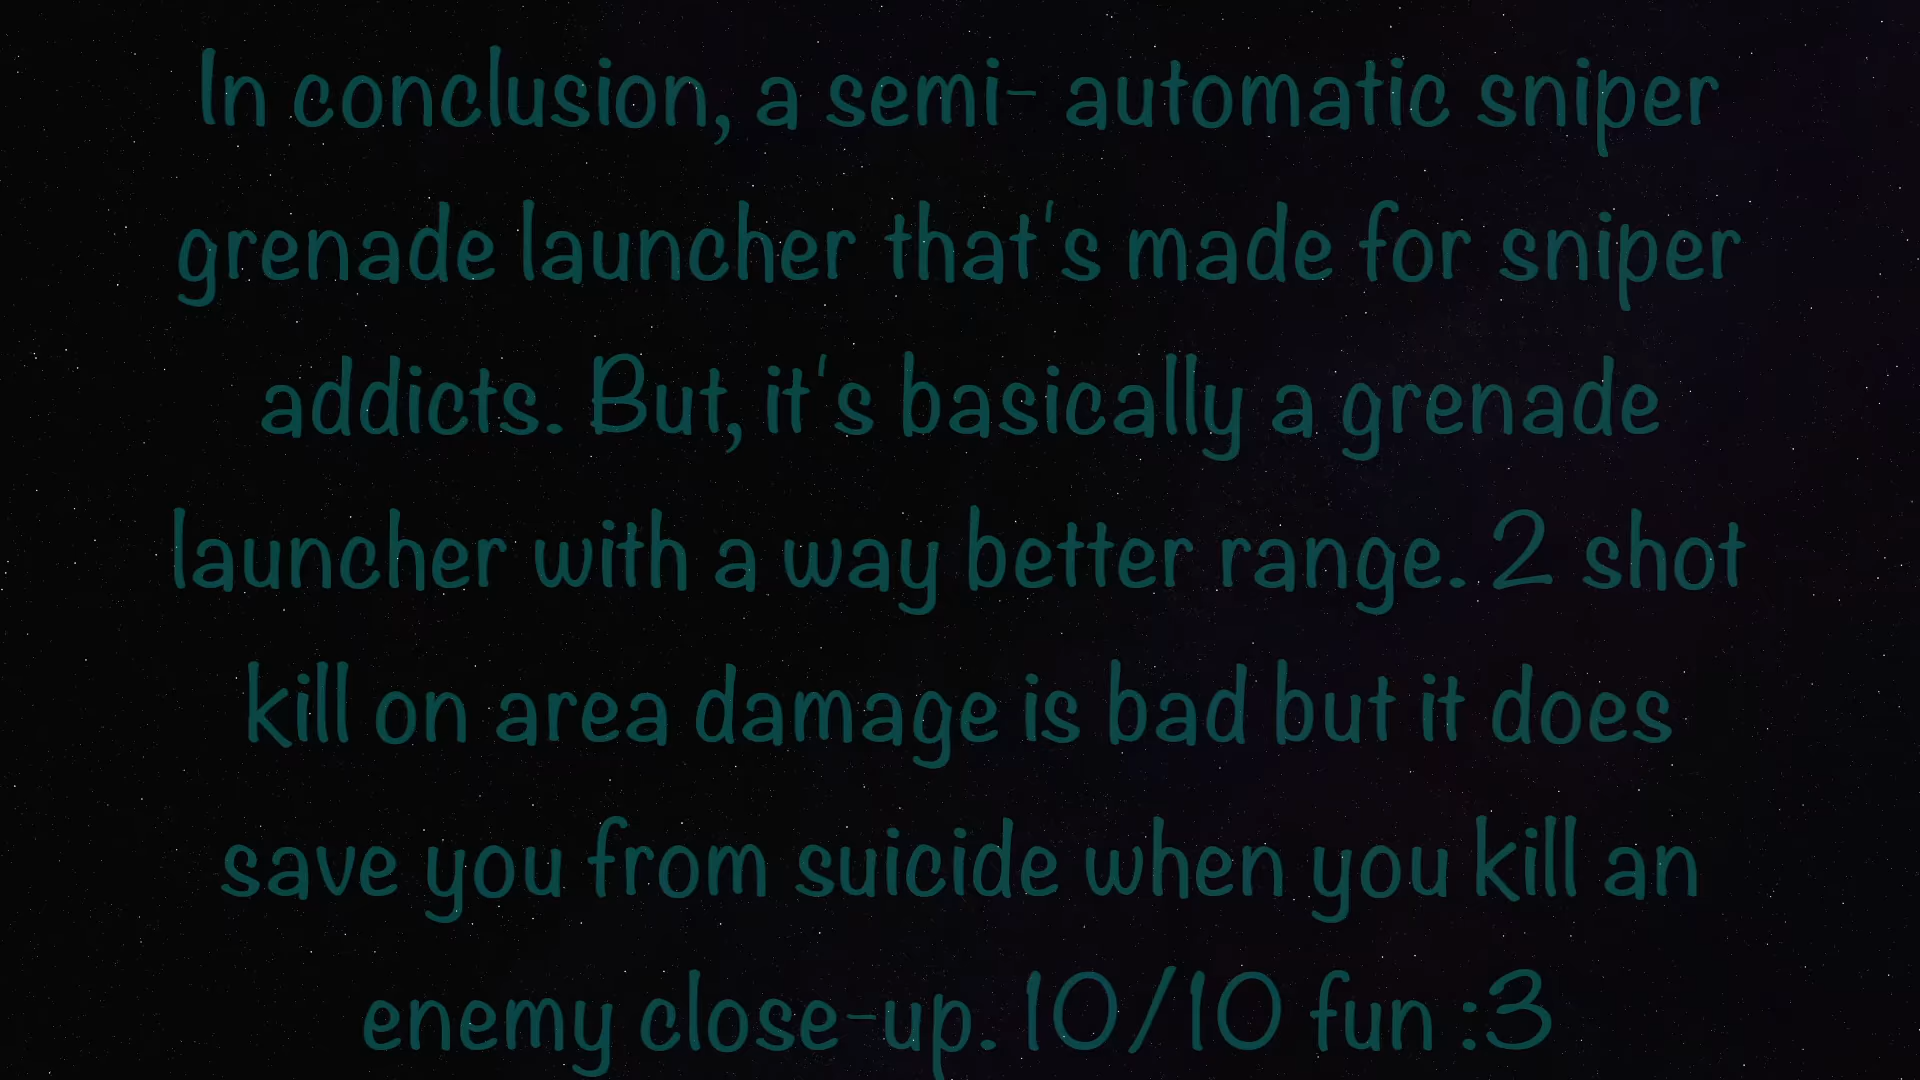 In conclusion, a semi- automatic sniper
grenade launcher that's made for sniper
addicts. But, it's basically a grenade
launcher with a way better range. 2 shot
kill on area damage is bad but it does
save you from suicide when you kill an
enemy close-up. 10/10 fun :3